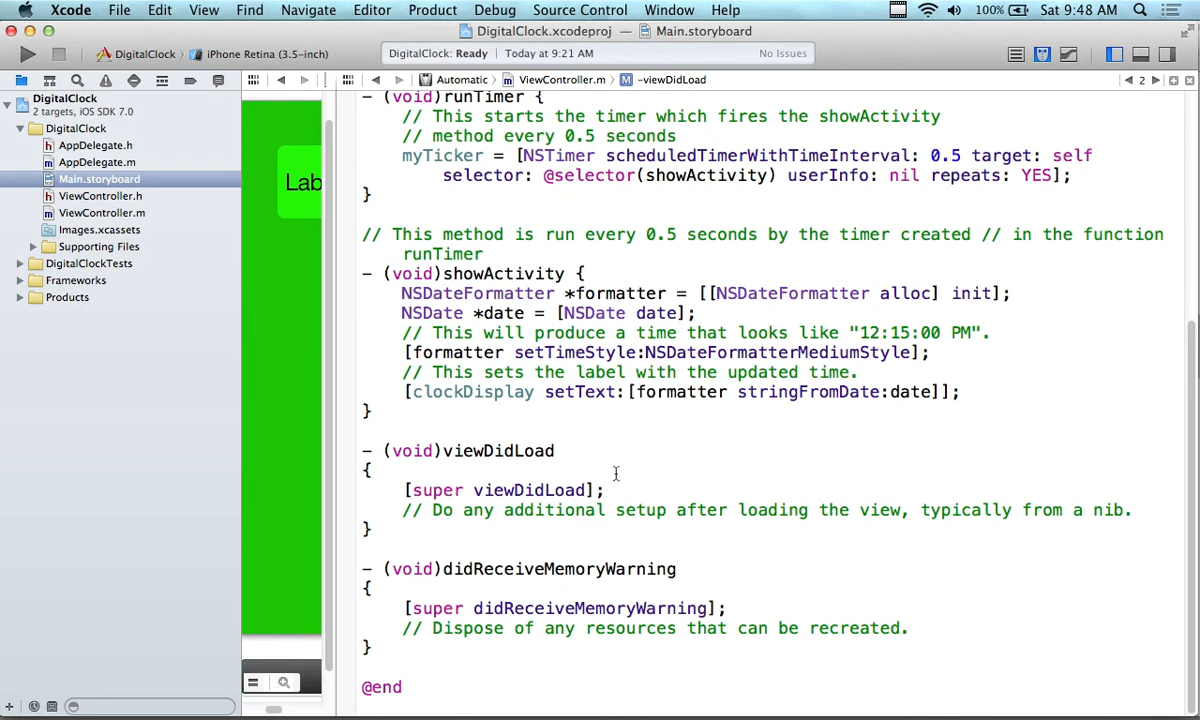 Xcode File Edit View Find Navigate Editor Product Debug Source Control Window Help 100% Sat 9:48 AM
DigitalClock.xcodeproj — Main.storyboard
DigitalClock iPhone Retina (3.5-inch) DigitalClock: Ready Today at 9:21 AM No Issues
Automatic ViewController.m M -viewDidLoad 2
DigitalClock
2 targets, iOS SDK 7.0
DigitalClock
h AppDelegate.h
m AppDelegate.m
Main.storyboard
h ViewController.h
m ViewController.m
Images.xcassets
Supporting Files
DigitalClockTests
Frameworks
Products
Lab
- (void)runTimer {
// This starts the timer which fires the showActivity
// method every 0.5 seconds
myTicker = [NSTimer scheduledTimerWithTimeInterval: 0.5 target: self
selector: @selector(showActivity) userInfo: nil repeats: YES];
}
// This method is run every 0.5 seconds by the timer created // in the function
runTimer
- (void)showActivity {
NSDateFormatter *formatter = [[NSDateFormatter alloc] init];
NSDate *date = [NSDate date];
// This will produce a time that looks like "12:15:00 PM".
[formatter setTimeStyle:NSDateFormatterMediumStyle];
// This sets the label with the updated time.
[clockDisplay setText:[formatter stringFromDate:date]];
}
- (void)viewDidLoad
{
[super viewDidLoad];
// Do any additional setup after loading the view, typically from a nib.
}
- (void)didReceiveMemoryWarning
{
[super didReceiveMemoryWarning];
// Dispose of any resources that can be recreated.
}
@end